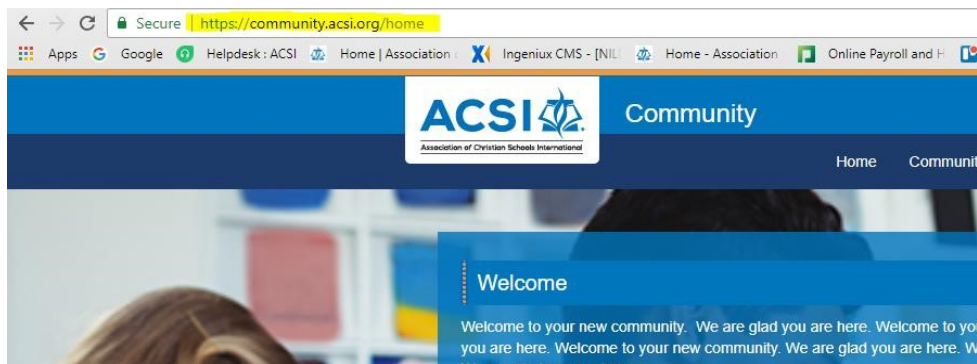 Secure | https://community.acsi.org/home
Apps Google Helpdesk : ACSI Home | Association Ingeniux CMS - [NIL Home - Association Online Payroll and H
ACSI
Association of Christian Schools International
Community
Home Communit
Welcome
Welcome to your new community. We are glad you are here. Welcome to yo
you are here. Welcome to your new community. We are glad you are here. W